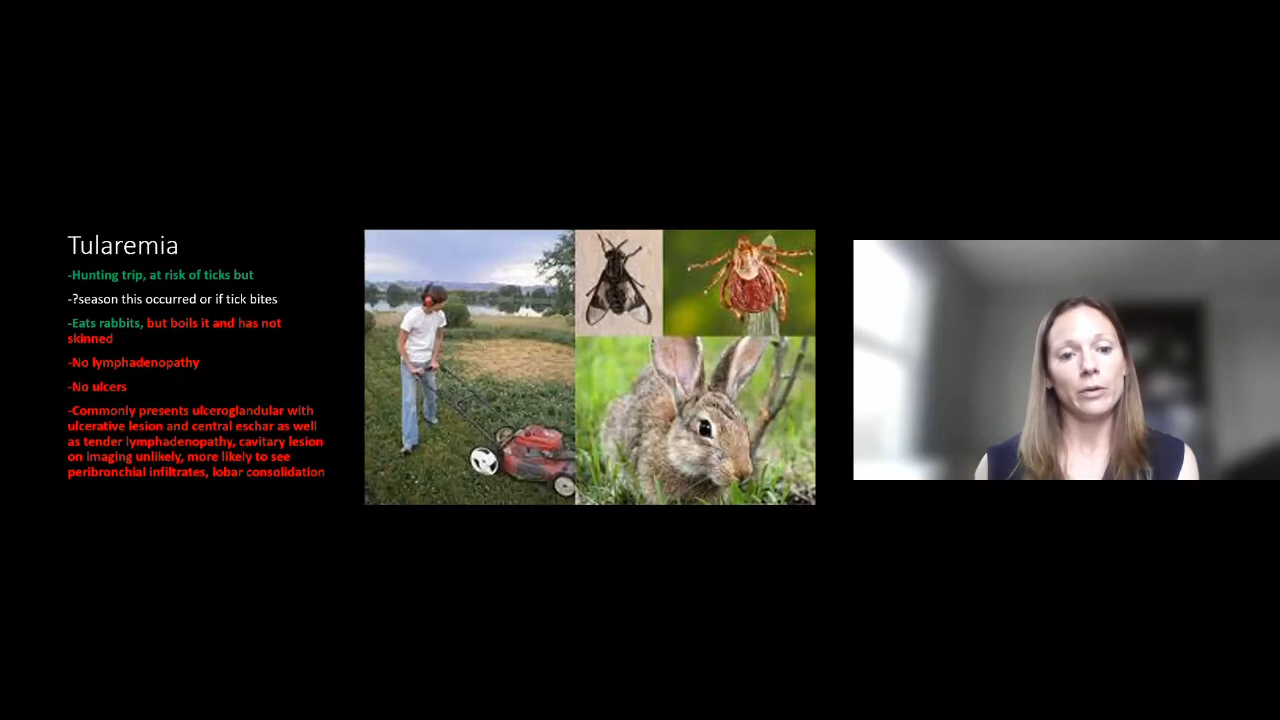 Tularemia
-Hunting trip, at risk of ticks but
-?season this occurred or if tick bites
-Eats rabbits, but boils it and has not
skinned
-No lymphadenopathy
-No ulcers
-Commonly presents ulceroglandular with
ulcerative lesion and central eschar as well
as tender lymphadenopathy, cavitary lesion
on imaging unlikely, more likely to see
peribronchial infiltrates, lobar consolidation